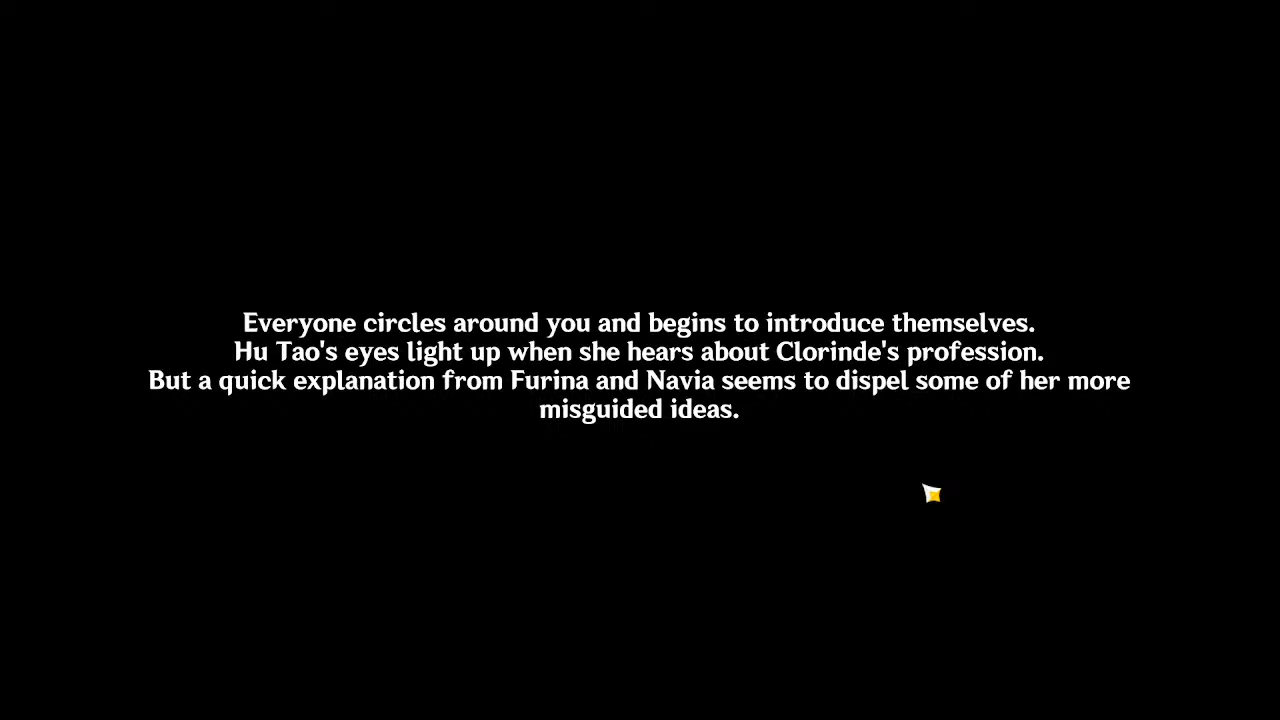 Everyone circles around you and begins to introduce themselves.
Hu Tao's eyes light up when she hears about Clorinde's profession.
But a quick explanation from Furina and Navia seems to dispel some of her more
misguided ideas.